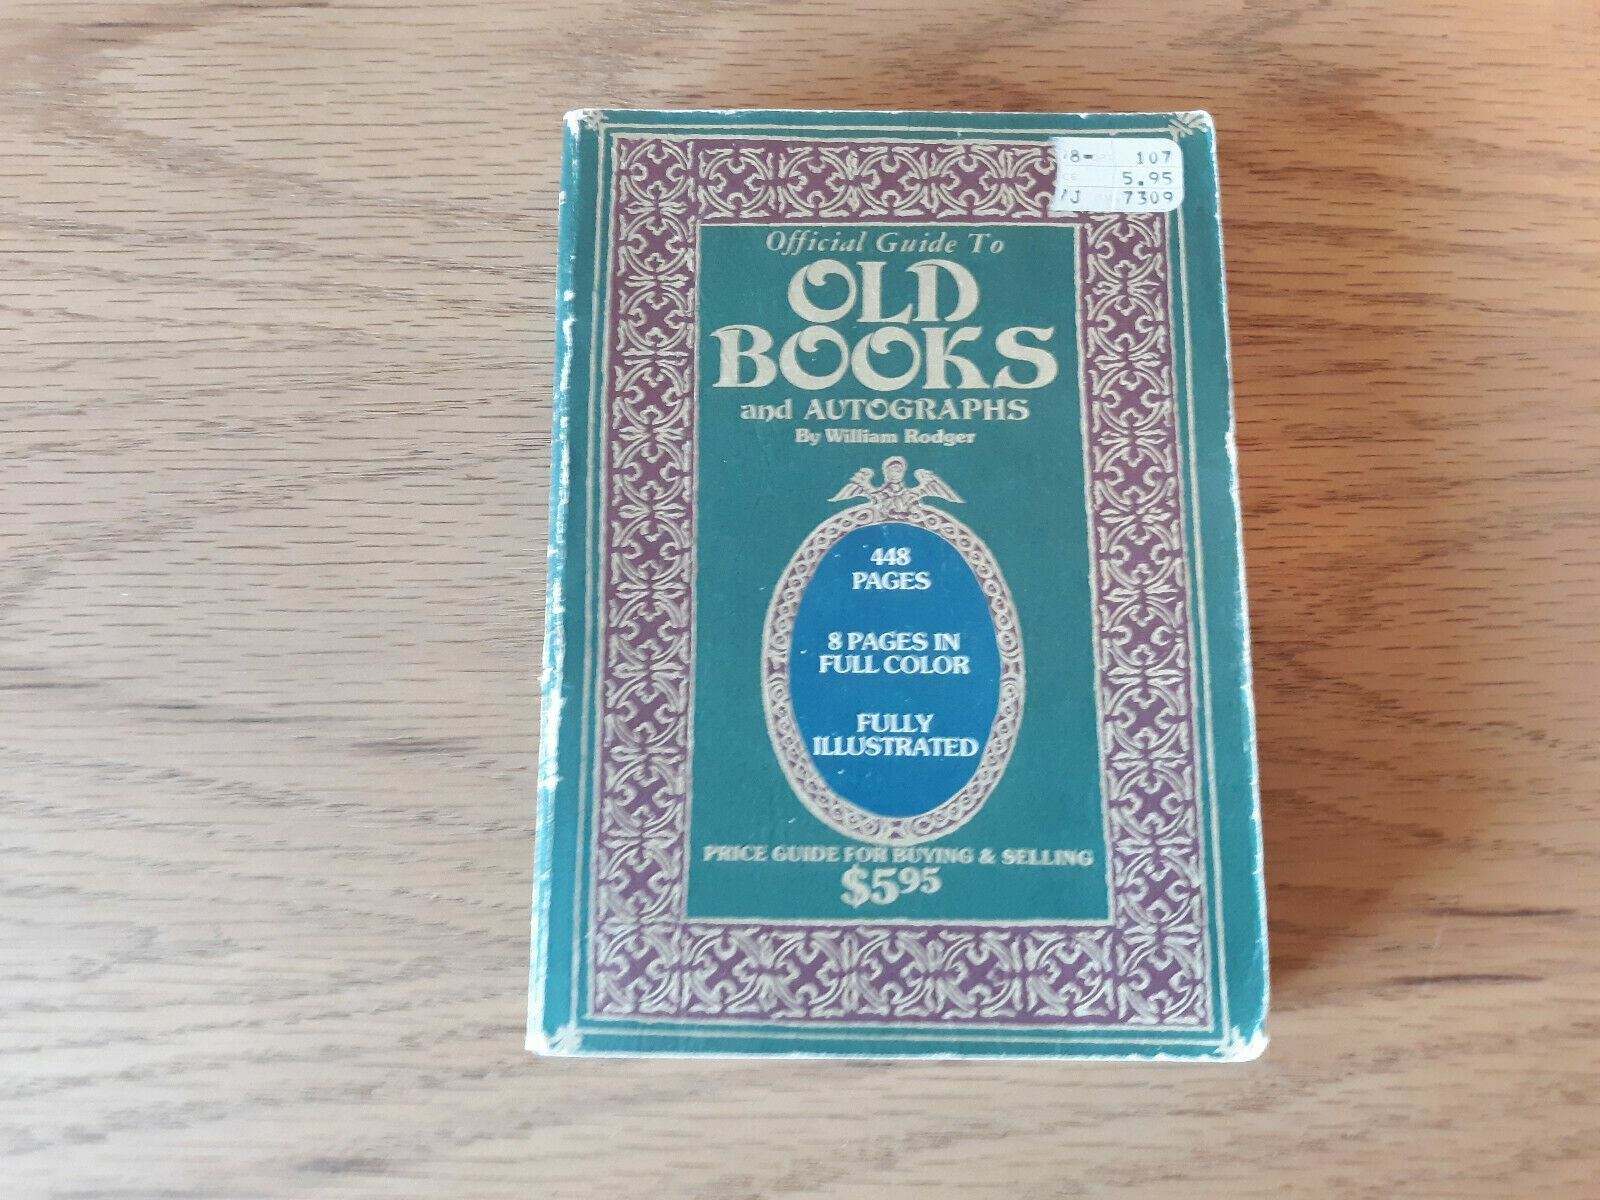 8- 107
5.95
7309
Official Guide To
OLD
BOOKS
and AUTOGRAPHS
By William Rodger
448
PAGES
8 PAGES IN
FULL COLOR
FULLY
ILLUSTRATED
PRICE GUIDE FOR BUYING & SELLING
$5.95